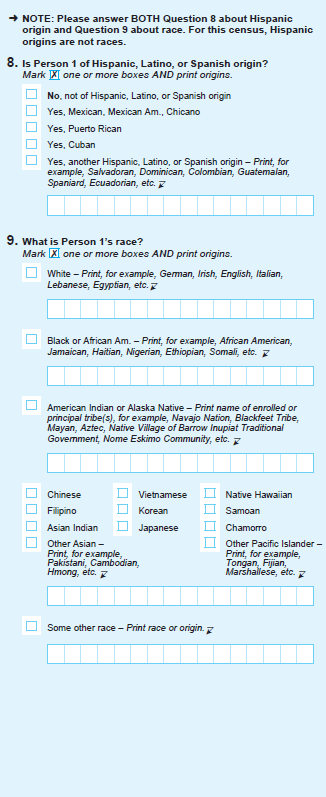 → NOTE: Please answer BOTH Question 8 about Hispanic
origin and Question 9 about race. For this census, Hispanic
origins are not races.
8. Is Person 1 of Hispanic, Latino, or Spanish origin?
Mark X one or more boxes AND print origins.
No, not of Hispanic, Latino, or Spanish origin
Yes, Mexican, Mexican Am., Chicano
Yes, Puerto Rican
Yes, Cuban
Yes, another Hispanic, Latino, or Spanish origin – Print, for
example, Salvadoran, Dominican, Colombian, Guatemalan,
Spaniard, Ecuadorian, etc.
9. What is Person 1's race?
Mark X one or more boxes AND print origins.
White – Print, for example, German, Irish, English, Italian,
Lebanese, Egyptian, etc.
Black or African Am. – Print, for example, African American,
Jamaican, Haitian, Nigerian, Ethiopian, Somali, etc.
American Indian or Alaska Native – Print name of enrolled or
principal tribe(s), for example, Navajo Nation, Blackfeet Tribe,
Mayan, Aztec, Native Village of Barrow Inupiat Traditional
Government, Nome Eskimo Community, etc.
Chinese
Filipino
Asian Indian
Other Asian –
Print, for example,
Pakistani, Cambodian,
Hmong, etc.
Vietnamese
Korean
Japanese
Native Hawaiian
Samoan
Chamorro
Other Pacific Islander –
Print, for example,
Tongan, Fijian,
Marshallese, etc.
Some other race – Print race or origin.